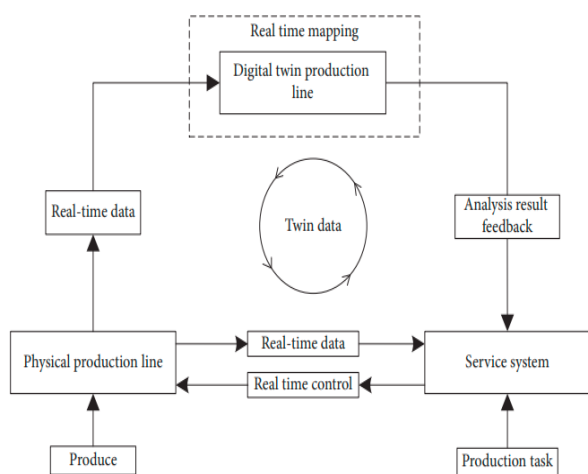 Real time mapping
Digital twin production
line
Real-time data
Twin data
Analysis result
feedback
Physical production line
Real-time data
Real time control
Service system
Produce
Production task